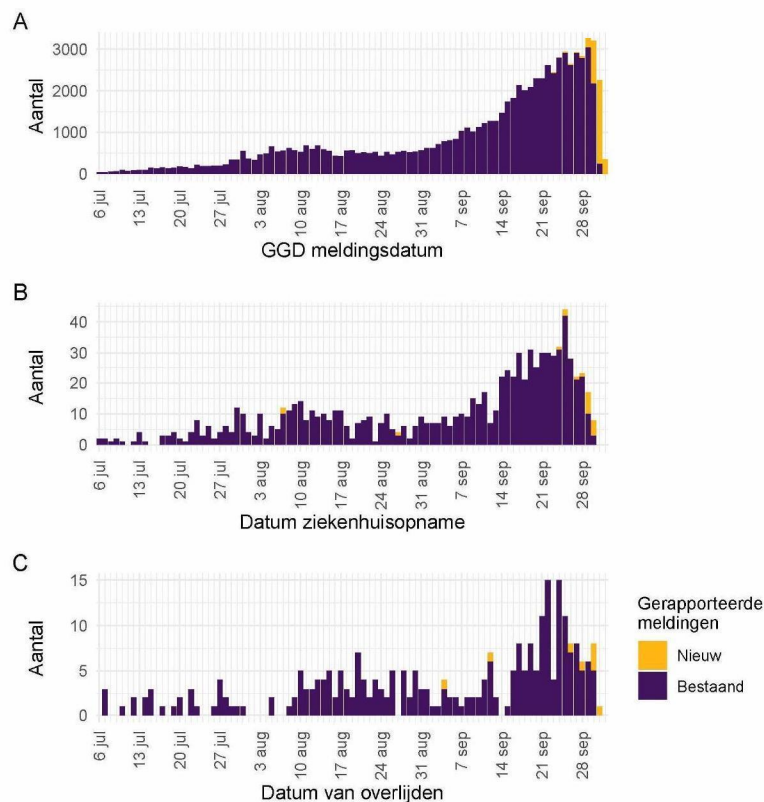 A
3000
2000
1000
0
Aantal
6 jul
13 jul
20 jul
27 jul
3 aug
10 aug
17 aug
24 aug
31 aug
7 sep
14 sep
21 sep
28 sep
GGD meldingsdatum
B
40
30
20
10
0
Aantal
6 jul
13 jul
20 jul
27 jul
3 aug
10 aug
17 aug
24 aug
31 aug
7 sep
14 sep
21 sep
28 sep
Datum ziekenhuisopname
C
15
10
5
0
Aantal
6 jul
13 jul
20 jul
27 jul
3 aug
10 aug
17 aug
24 aug
31 aug
7 sep
14 sep
21 sep
28 sep
Datum van overlijden
Gerapporteerde
meldingen
Nieuw
Bestaand